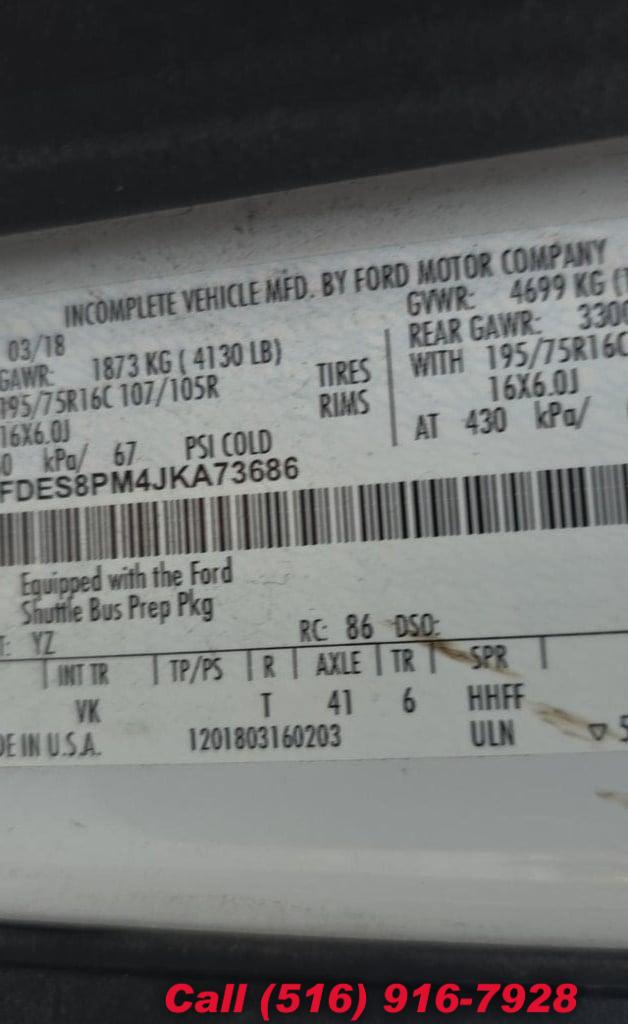 INCOMPLETE VEHICLE MFD. BY FORD MOTOR COMPANY
03/18 GVWR: 4699 KG (
GAWR: 1873 KG ( 4130 LB) REAR GAWR: 3300
195/75R16C 107/105R TIRES WITH 195/75R16C
16X6.0J RIMS 16X6.0J
0 kPa/ 67 PSI COLD AT 430 kPa/
FDES8PM4JKA73686
Equipped with the Ford
Shuttle Bus Prep Pkg
T: YZ RC: 86 DSO:
INT TR TP/PS R AXLE TR SPR
VK T 41 6 HHFF
DE IN U.S.A. 1201803160203 ULN ▽ 5
Call (516) 916-7928